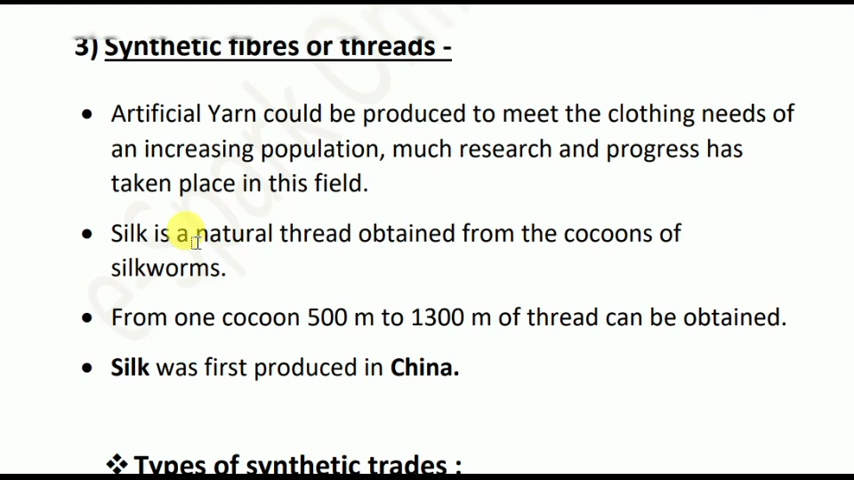 3) Synthetic fibres or threads -
• Artificial Yarn could be produced to meet the clothing needs of
an increasing population, much research and progress has
taken place in this field.
• Silk is a natural thread obtained from the cocoons of
silkworms.
• From one cocoon 500 m to 1300 m of thread can be obtained.
• Silk was first produced in China.
❖ Types of synthetic trades :